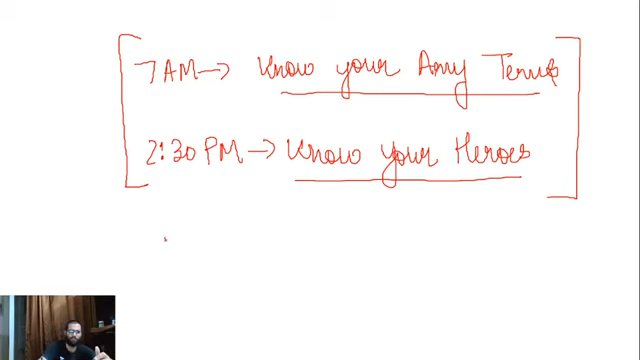 7 AM → Know your Army Terms
2:30 PM → Know your Heroes